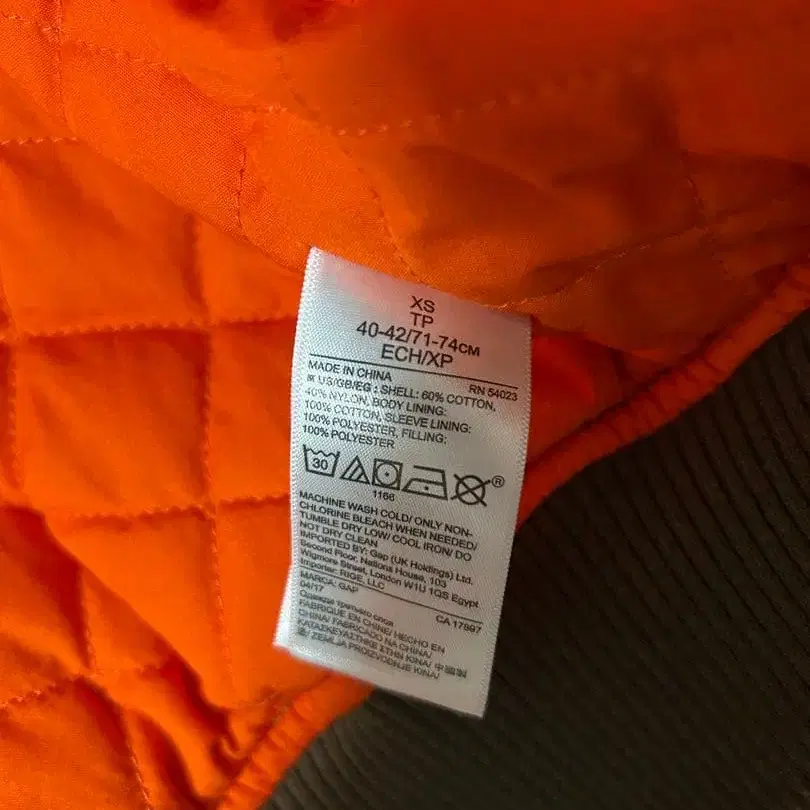 XS
TP
40-42/71-74CM
ECH/XP
MADE IN CHINA
RN 54023
US/GB/EG : SHELL: 60% COTTON,
40% NYLON, BODY LINING:
100% COTTON, SLEEVE LINING:
100% POLYESTER, FILLING:
100% POLYESTER
30
®
1166
MACHINE WASH COLD/ ONLY NON-
CHLORINE BLEACH WHEN NEEDED/
TUMBLE DRY LOW/ COOL IRON/ DO
NOT DRY CLEAN
IMPORTED BY: Gap (UK Holdings) Ltd.
Second Floor, Nations House, 103
Wigmore Street, London W1U 1QS Egypt
Importer: RIGE, LLC
MARCA: GAP
04/17
CA 17897
Одежда третьего слоя
FABRIQUÉ EN CHINE/ HECHO EN
CHINA/ FABRICADO NA CHINA/
ZEMLJA PROIZVODNJE KINA/